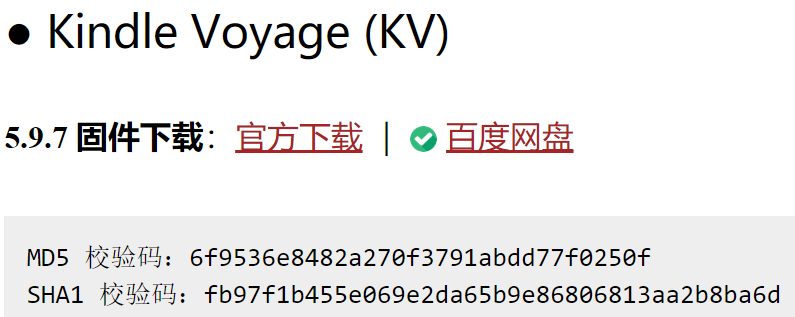 ● Kindle Voyage (KV)
5.9.7 固件下载：官方下载 | 百度网盘
MD5 校验码：6f9536e8482a270f3791abdd77f0250f
SHA1 校验码：fb97f1b455e069e2da65b9e86806813aa2b8ba6d